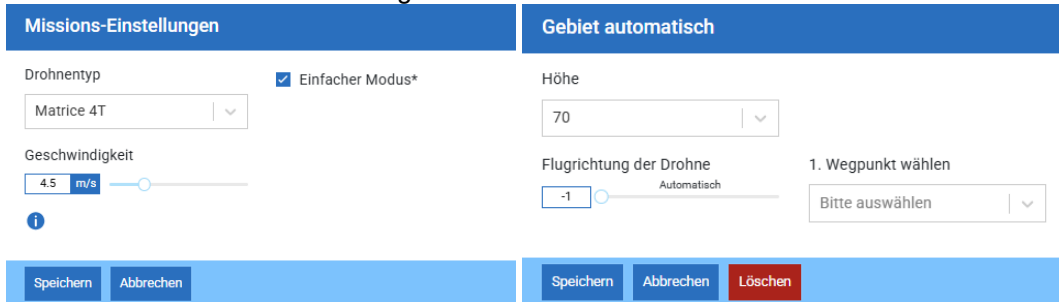 Missions-Einstellungen
Drohnentyp
Einfacher Modus*
Matrice 4T
Geschwindigkeit
4.5 m/s
i
Speichern Abbrechen
Gebiet automatisch
Höhe
70
Flugrichtung der Drohne
1. Wegpunkt wählen
-1
Automatisch
Bitte auswählen
Speichern Abbrechen Löschen